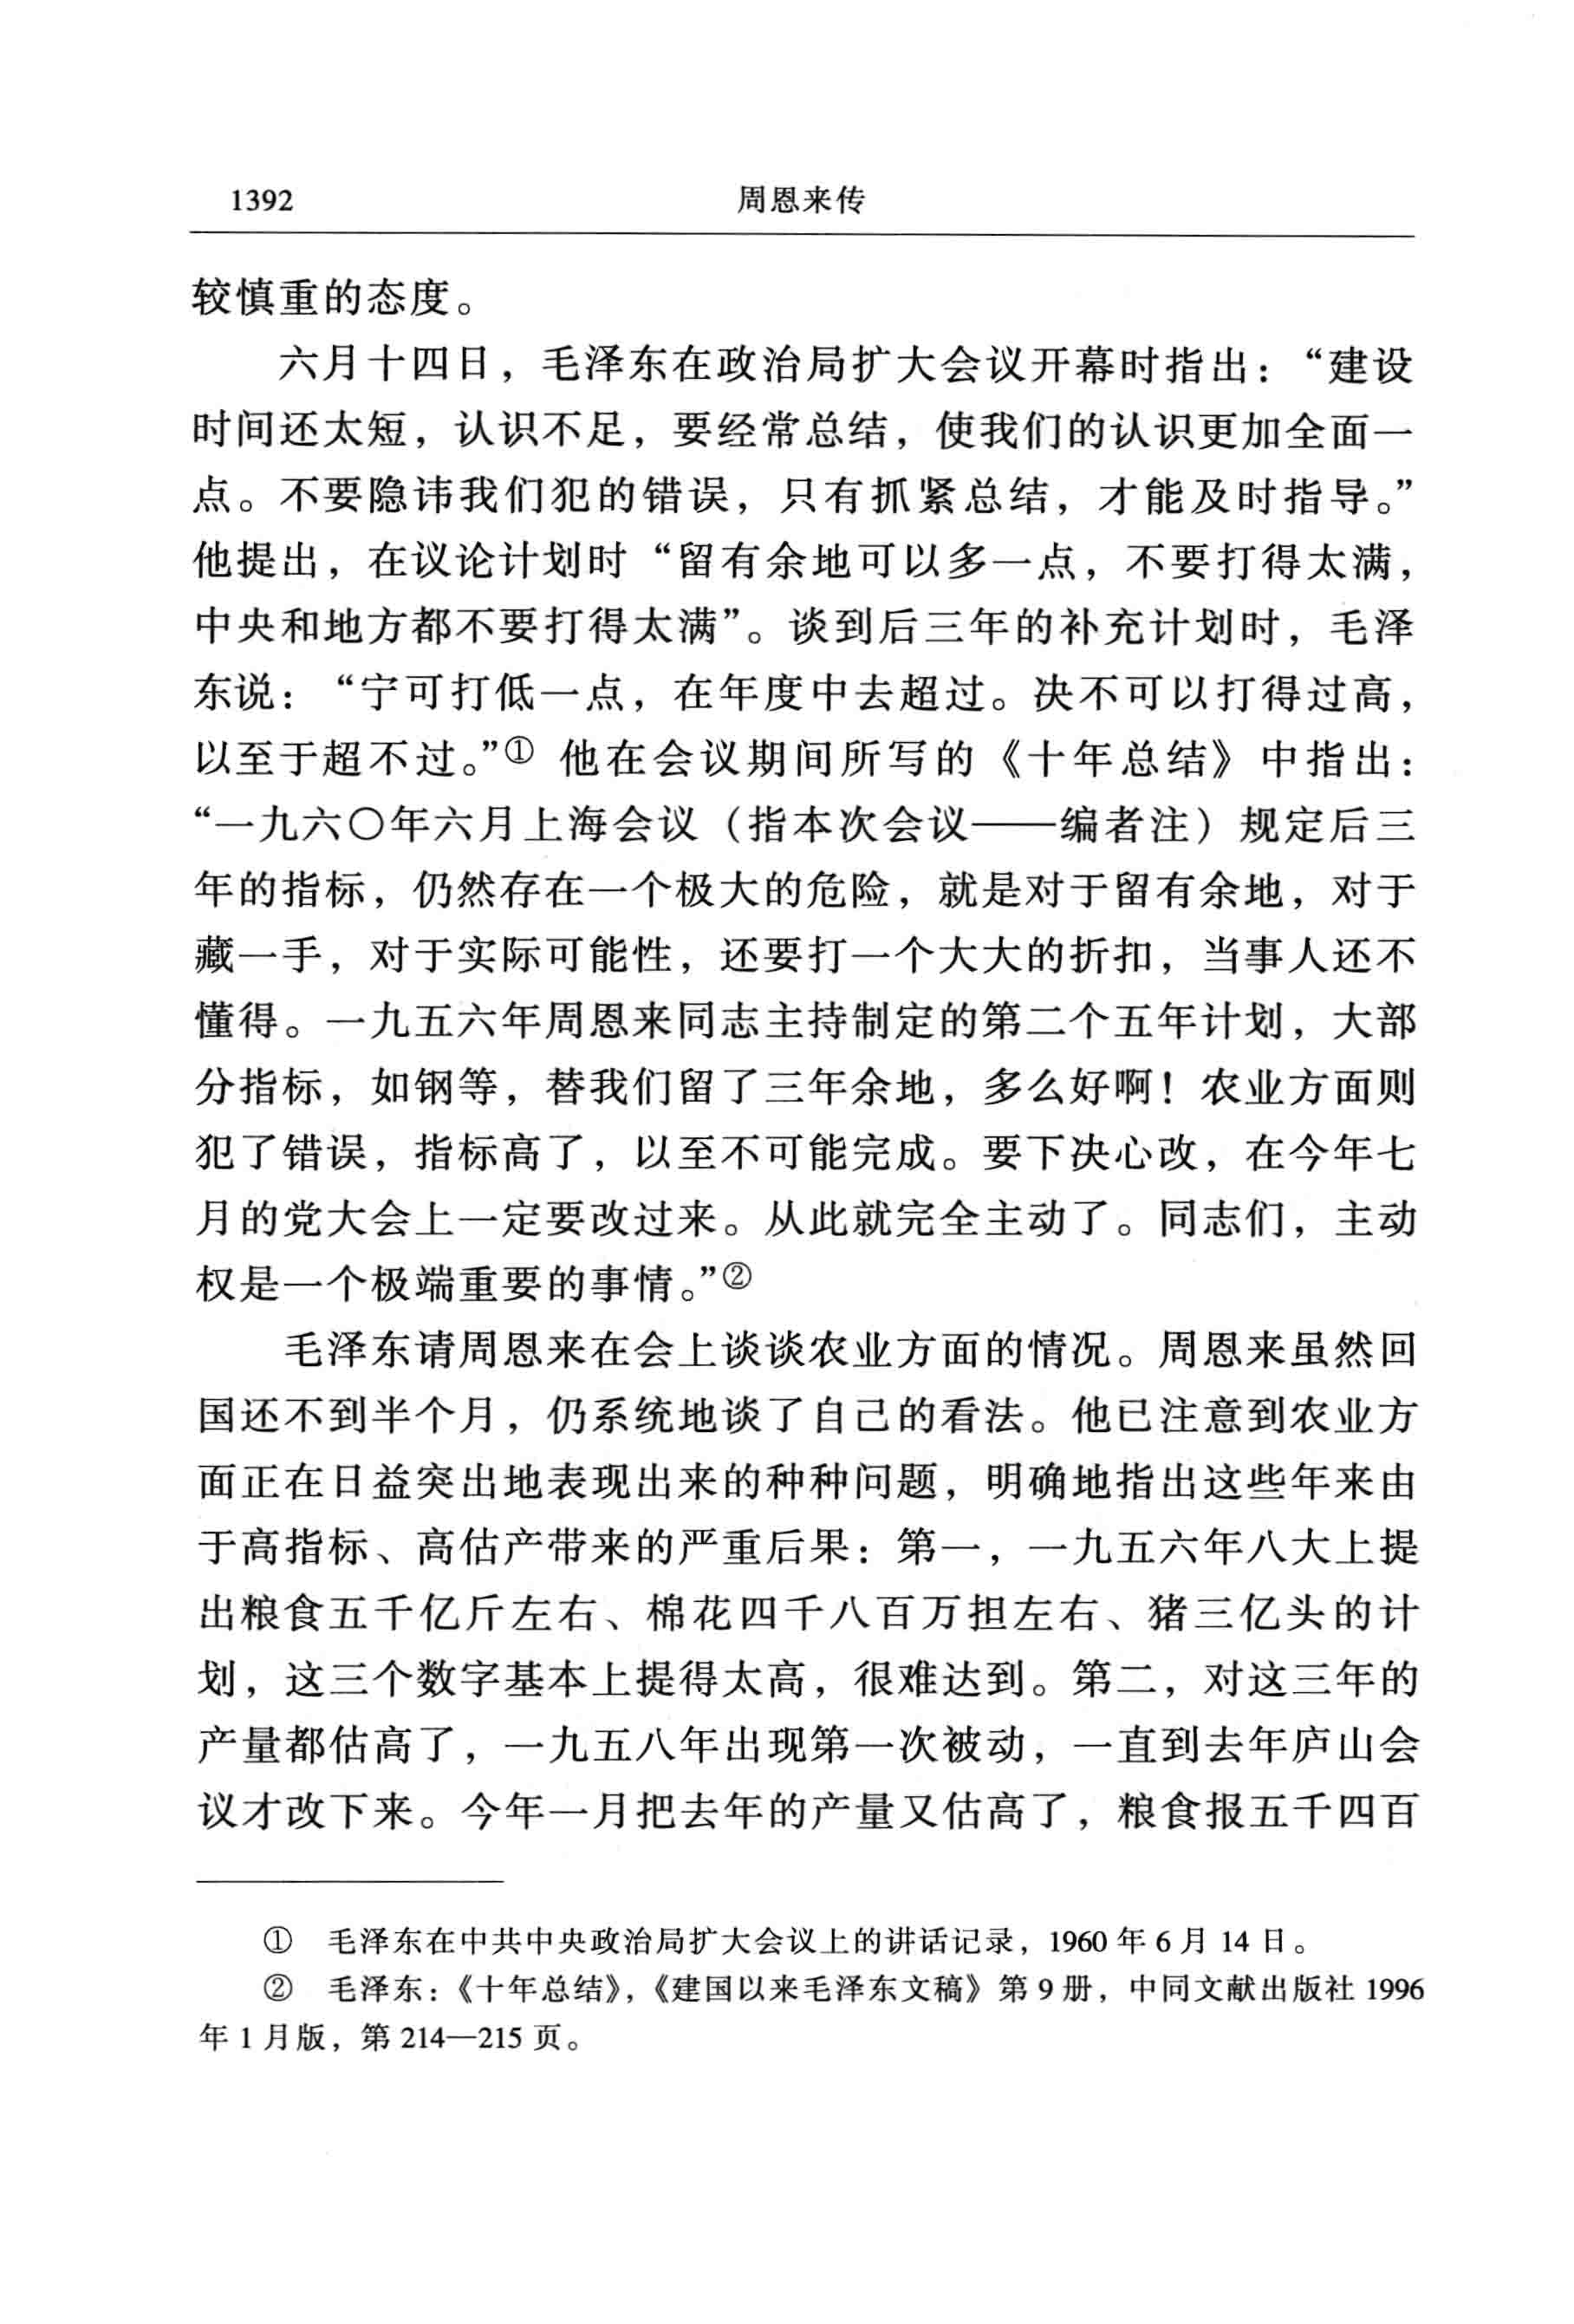 1392 周恩来传
较慎重的态度。
六月十四日，毛泽东在政治局扩大会议开幕时指出：“建设
时间还太短，认识不足，要经常总结，使我们的认识更加全面一
点。不要隐讳我们犯的错误，只有抓紧总结，才能及时指导。”
他提出，在议论计划时“留有余地可以多一点，不要打得太满，
中央和地方都不要打得太满”。谈到后三年的补充计划时，毛泽
东说：“宁可打低一点，在年度中去超过。决不可以打得过高，
以至于超不过。”① 他在会议期间所写的《十年总结》中指出：
“一九六〇年六月上海会议（指本次会议——编者注）规定后三
年的指标，仍然存在一个极大的危险，就是对于留有余地，对于
藏一手，对于实际可能性，还要打一个大大的折扣，当事人还不
懂得。一九五六年周恩来同志主持制定的第二个五年计划，大部
分指标，如钢等，替我们留了三年余地，多么好啊！农业方面则
犯了错误，指标高了，以至不可能完成。要下决心改，在今年七
月的党大会上一定要改过来。从此就完全主动了。同志们，主动
权是一个极端重要的事情。”②
毛泽东请周恩来在会上谈谈农业方面的情况。周恩来虽然回
国还不到半个月，仍系统地谈了自己的看法。他已注意到农业方
面正在日益突出地表现出来的种种问题，明确地指出这些年来由
于高指标、高估产带来的严重后果：第一，一九五六年八大上提
出粮食五千亿斤左右、棉花四千八百万担左右、猪三亿头的计
划，这三个数字基本上提得太高，很难达到。第二，对这三年的
产量都估高了，一九五八年出现第一次被动，一直到去年庐山会
议才改下来。今年一月把去年的产量又估高了，粮食报五千四百
① 毛泽东在中共中央政治局扩大会议上的讲话记录，1960 年 6 月 14 日。
② 毛泽东：《十年总结》，《建国以来毛泽东文稿》第 9 册，中同文献出版社 1996
年 1 月版，第 214—215 页。